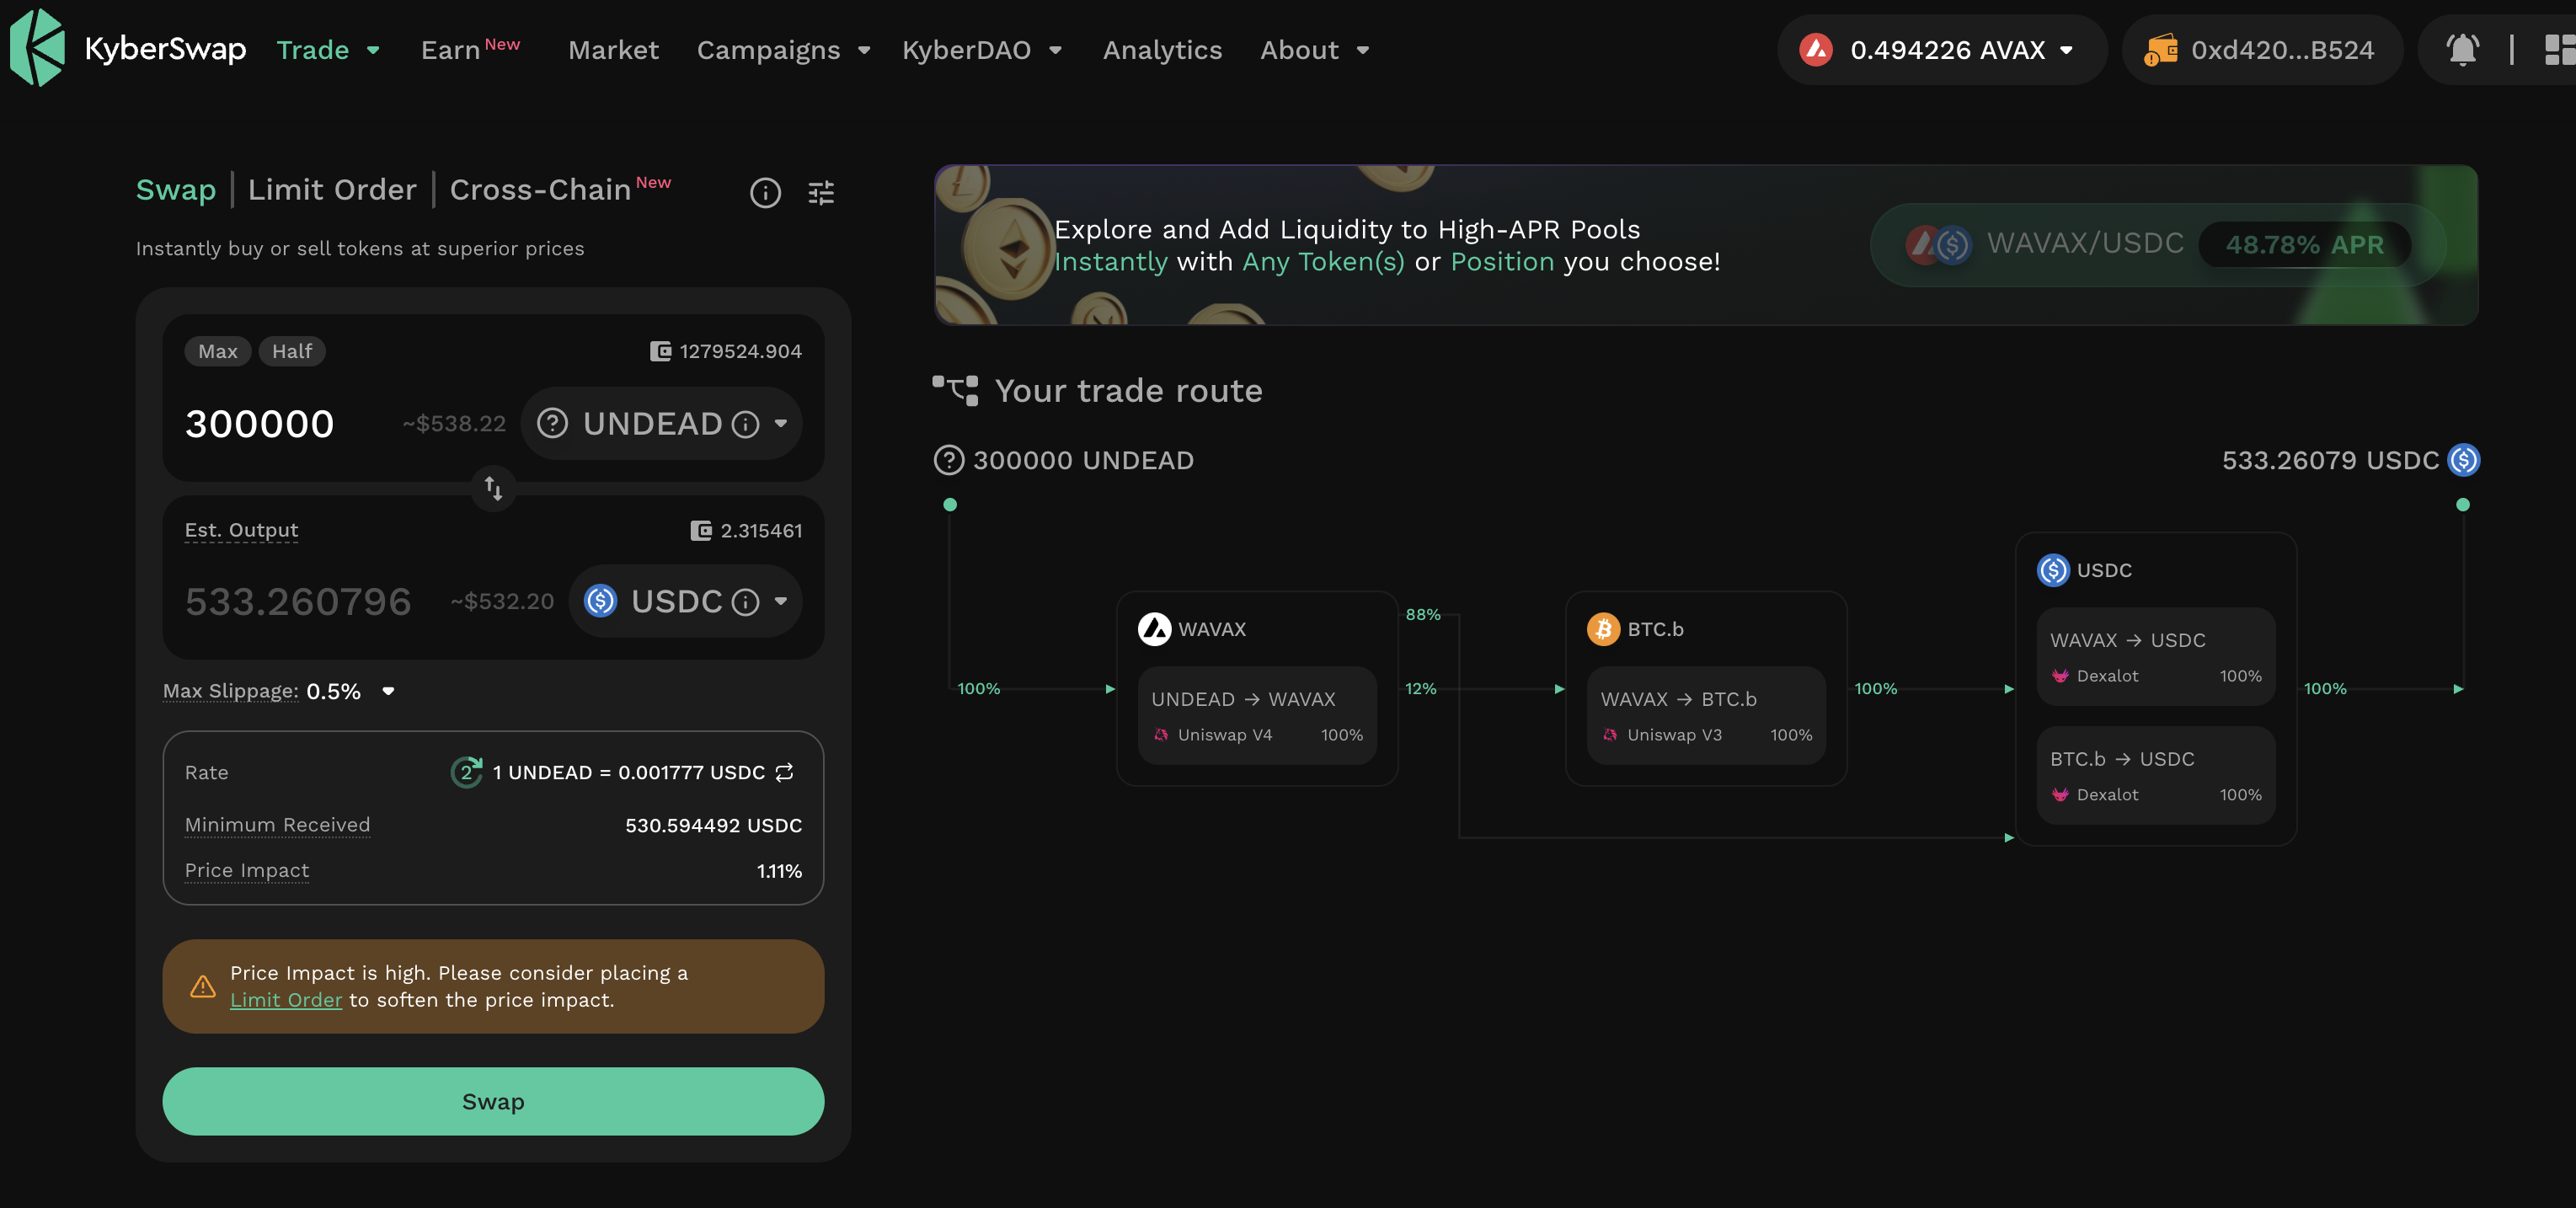 KyberSwap
Trade
Earn New
Market
Campaigns
KyberDAO
Analytics
About
0.494226 AVAX
0xd420...B524
Swap | Limit Order | Cross-Chain New
Instantly buy or sell tokens at superior prices
Max Half 1279524.904
300000 ~$538.22 UNDEAD
Est. Output 2.315461
533.260796 ~$532.20 USDC
Max Slippage: 0.5%
Rate 2 1 UNDEAD = 0.001777 USDC
Minimum Received 530.594492 USDC
Price Impact 1.11%
Price Impact is high. Please consider placing a
Limit Order to soften the price impact.
Swap
Explore and Add Liquidity to High-APR Pools
Instantly with Any Token(s) or Position you choose!
WAVAX/USDC 48.78% APR
Your trade route
300000 UNDEAD
533.26079 USDC
100%
WAVAX
UNDEAD → WAVAX
Uniswap V4 100%
88%
12%
BTC.b
WAVAX → BTC.b
Uniswap V3 100%
100%
USDC
WAVAX → USDC
Dexalot 100%
BTC.b → USDC
Dexalot 100%
100%